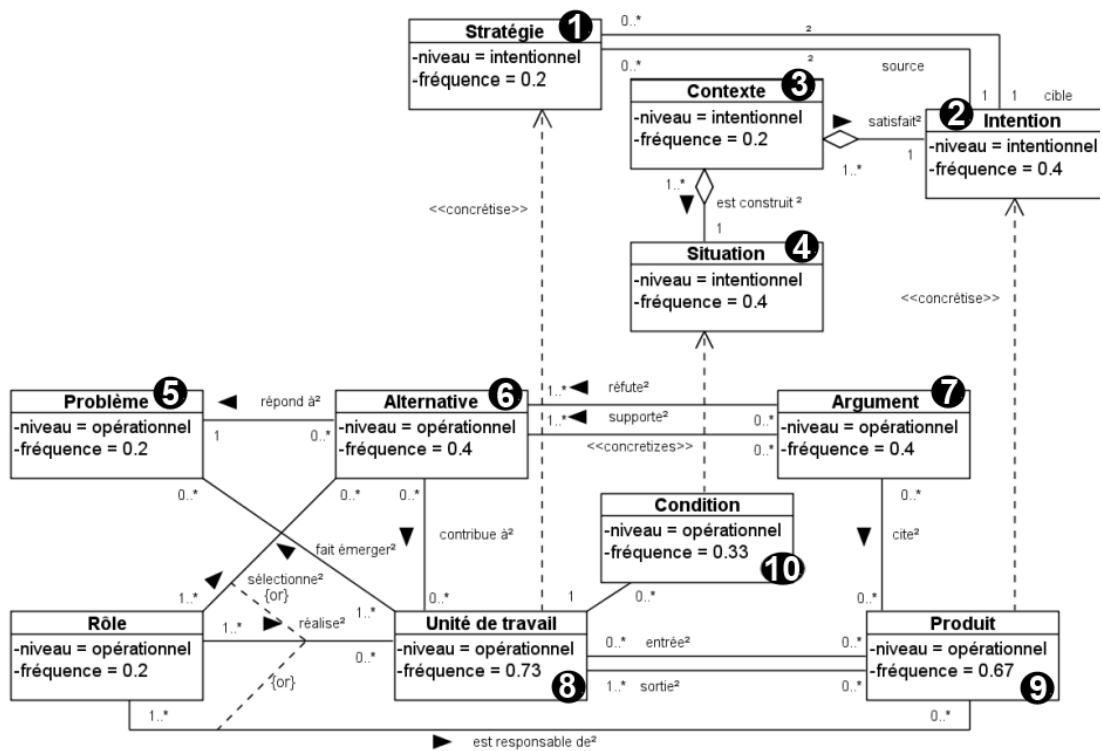 Stratégie 1
-niveau = intentionnel
-fréquence = 0.2
0..*
²
0..*
²
source
1
1
cible
Contexte 3
-niveau = intentionnel
-fréquence = 0.2
satisfait²
1..*
1
2 Intention
-niveau = intentionnel
-fréquence = 0.4
1..*
est construit ²
1
<<concrétise>>
Situation 4
-niveau = intentionnel
-fréquence = 0.4
<<concrétise>>
Problème 5
-niveau = opérationnel
-fréquence = 0.2
répond à²
1
0..*
Alternative 6
-niveau = opérationnel
-fréquence = 0.4
1..*
réfute²
0..*
1..*
supporte²
<<concretizes>>
0..*
Argument 7
-niveau = opérationnel
-fréquence = 0.4
0..*
0..*
0..*
0..*
Condition
-niveau = opérationnel
-fréquence = 0.33
10
contribue à²
cite²
fait émerger²
sélectionne²
{or}
1..*
1..*
0..*
1
0..*
0..*
Rôle
-niveau = opérationnel
-fréquence = 0.2
1..*
réalise²
0..*
{or}
Unité de travail
-niveau = opérationnel
-fréquence = 0.73
8
0..*
entrée²
0..*
1..*
sortie²
0..*
Produit
-niveau = opérationnel
-fréquence = 0.67
9
1..*
0..*
est responsable de²